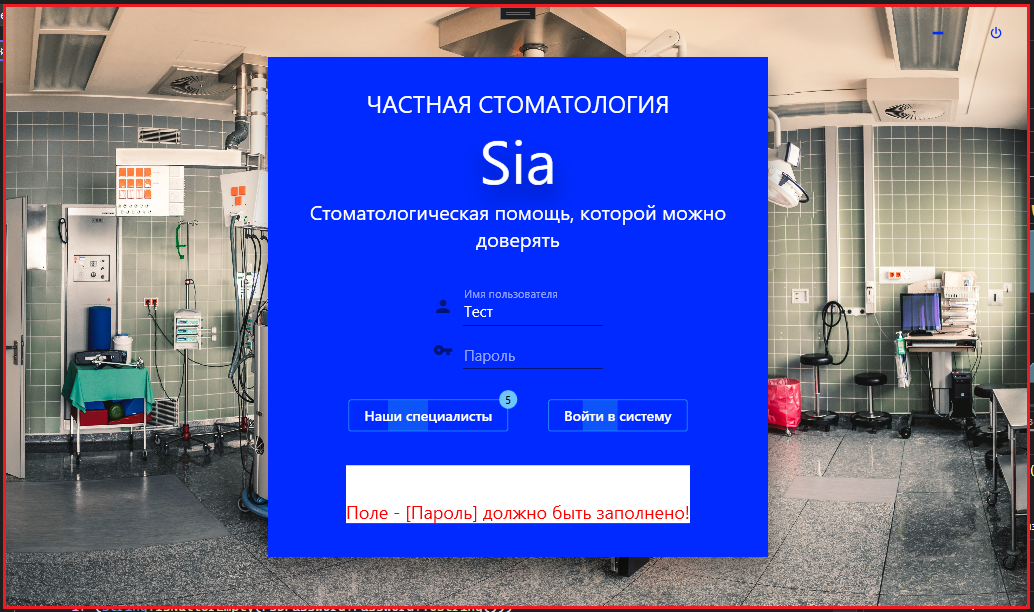 ЧАСТНАЯ СТОМАТОЛОГИЯ
Sia
Стоматологическая помощь, которой можно
доверять
Имя пользователя
Тест
Пароль
Наши специалисты
5
Войти в систему
Поле - [Пароль] должно быть заполнено!